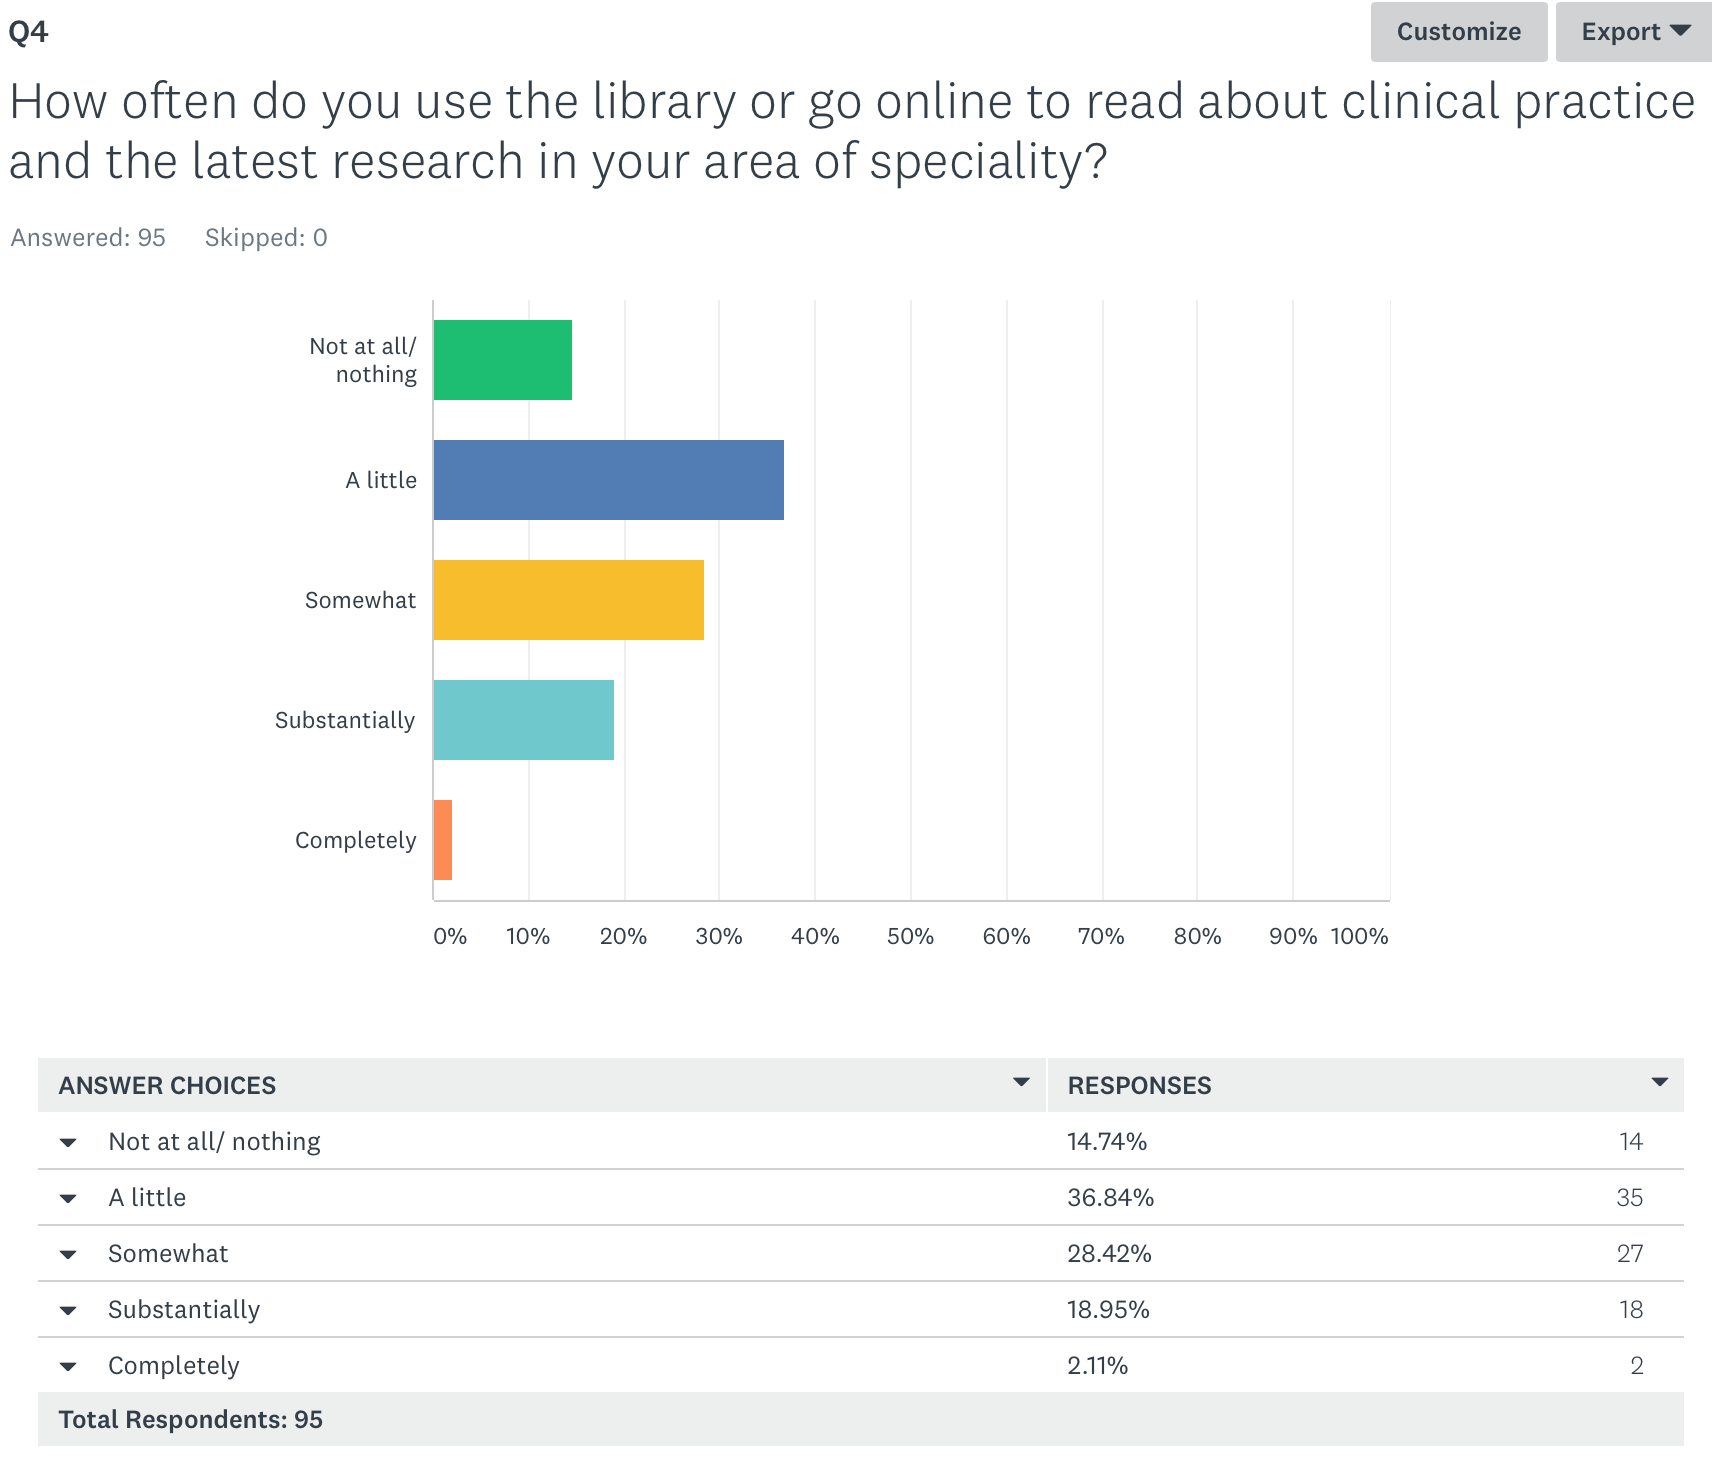 Q4
Customize
Export
How often do you use the library or go online to read about clinical practice
and the latest research in your area of speciality?
Answered: 95 Skipped: 0
Not at all/
nothing
A little
Somewhat
Substantially
Completely
0% 10% 20% 30% 40% 50% 60% 70% 80% 90% 100%
ANSWER CHOICES RESPONSES
Not at all/ nothing 14.74% 14
A little 36.84% 35
Somewhat 28.42% 27
Substantially 18.95% 18
Completely 2.11% 2
Total Respondents: 95